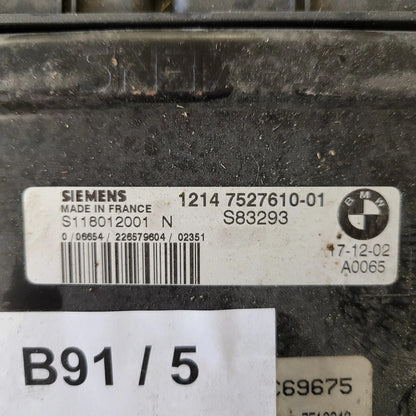 SIEMENS
SIEMENS 1214 7527610-01
MADE IN FRANCE
S118012001 N S83293
BMW
0 /06654 / 226579604 / 02351
17-12-02
A0065
B91 / 5
C69675